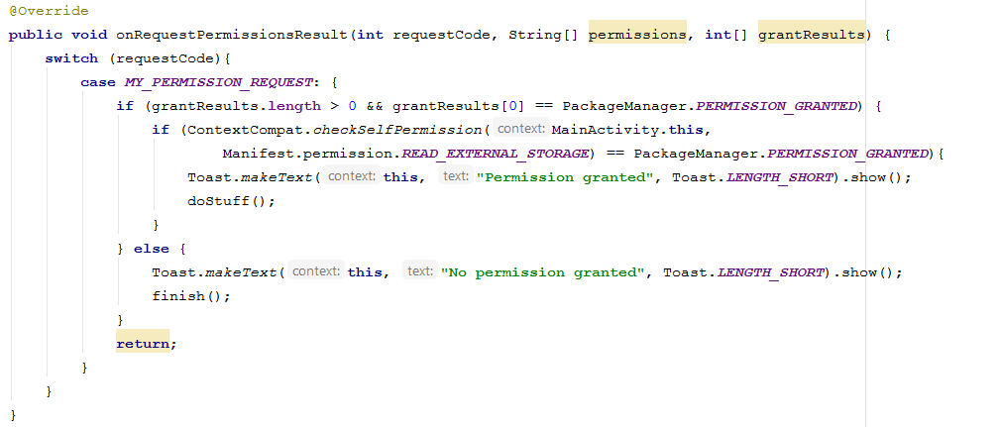 @Override
public void onRequestPermissionsResult(int requestCode, String[] permissions, int[] grantResults) {
switch (requestCode){
case MY_PERMISSION_REQUEST: {
if (grantResults.length > 0 && grantResults[0] == PackageManager.PERMISSION_GRANTED) {
if (ContextCompat.checkSelfPermission( context: MainActivity.this,
Manifest.permission.READ_EXTERNAL_STORAGE) == PackageManager.PERMISSION_GRANTED){
Toast.makeText( context: this, text: "Permission granted", Toast.LENGTH_SHORT).show();
doStuff();
}
} else {
Toast.makeText( context: this, text: "No permission granted", Toast.LENGTH_SHORT).show();
finish();
}
return;
}
}
}